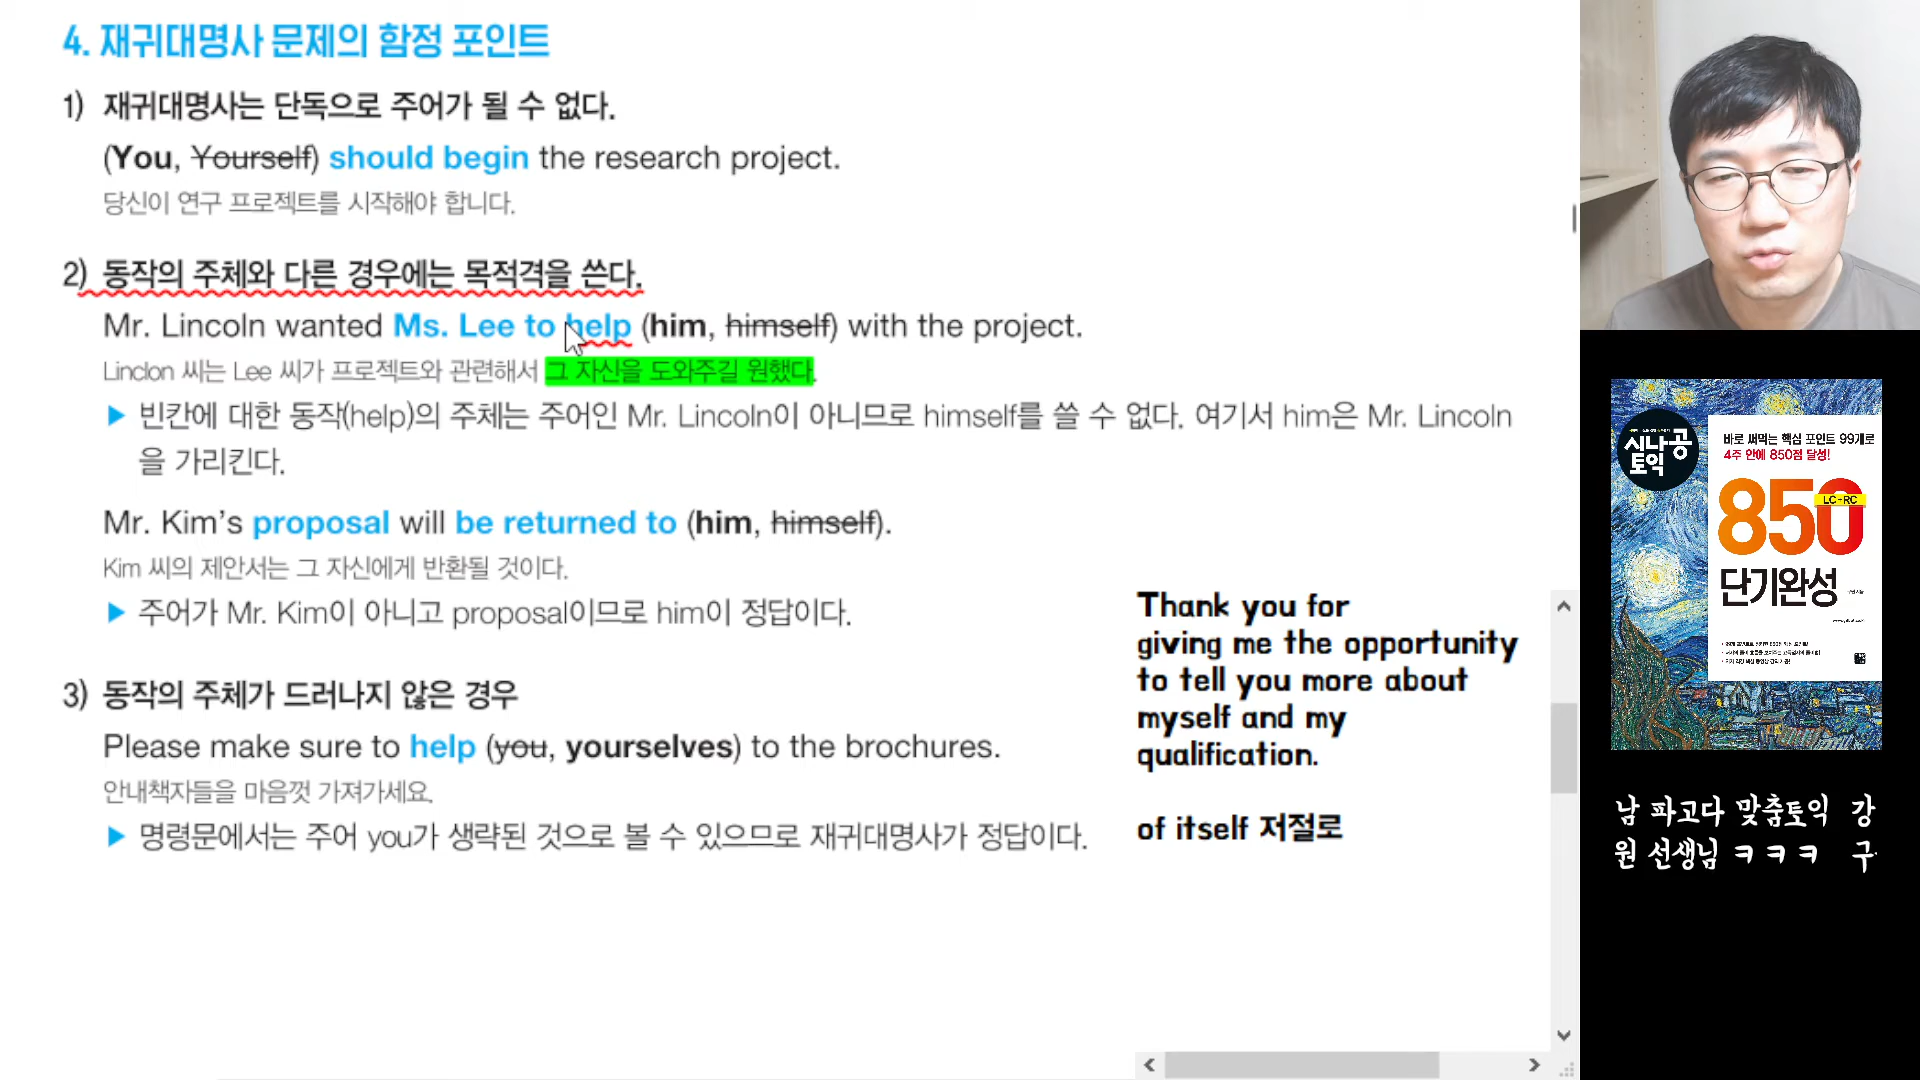 4. 재귀대명사 문제의 함정 포인트
1) 재귀대명사는 단독으로 주어가 될 수 없다.
(You, Yourself) should begin the research project.
당신이 연구 프로젝트를 시작해야 합니다.
2) 동작의 주체와 다른 경우에는 목적격을 쓴다.
Mr. Lincoln wanted Ms. Lee to help (him, himself) with the project.
Linclon 씨는 Lee 씨가 프로젝트와 관련해서 그 자신을 도와주길 원했다.
▶ 빈칸에 대한 동작(help)의 주체는 주어인 Mr. Lincoln이 아니므로 himself를 쓸 수 없다. 여기서 him은 Mr. Lincoln
을 가리킨다.
Mr. Kim's proposal will be returned to (him, himself).
Kim 씨의 제안서는 그 자신에게 반환될 것이다.
▶ 주어가 Mr. Kim이 아니고 proposal이므로 him이 정답이다.
3) 동작의 주체가 드러나지 않은 경우
Please make sure to help (you, yourselves) to the brochures.
안내책자들을 마음껏 가져가세요.
▶ 명령문에서는 주어 you가 생략된 것으로 볼 수 있으므로 재귀대명사가 정답이다.
Thank you for
giving me the opportunity
to tell you more about
myself and my
qualification.
of itself 저절로
시나공
토익
바로 써먹는 핵심 포인트 99개로
4주 안에 850점 달성!
850
LC+RC
단기완성
남 파고다 맞춤토익 강
원 선생님 ㅋㅋㅋ 구